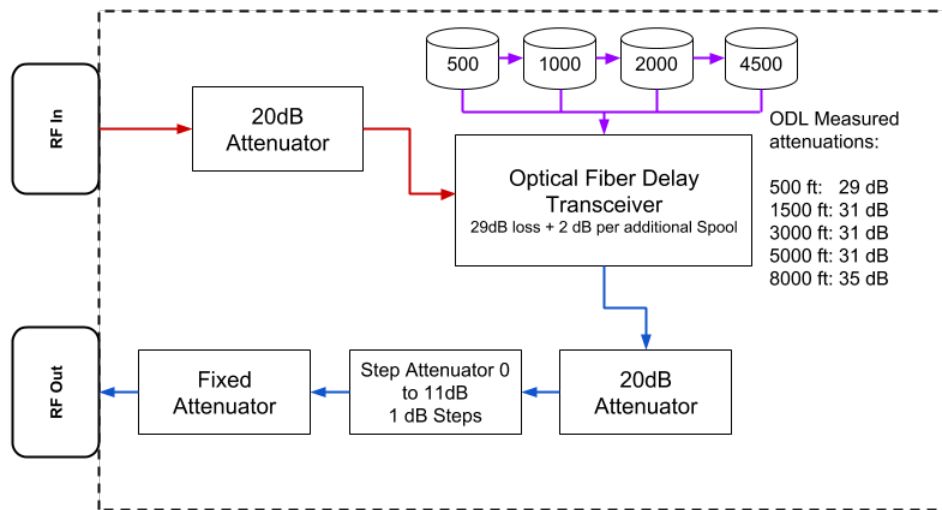 500
1000
2000
4500
RF In
20dB
Attenuator
ODL Measured
attenuations:
Optical Fiber Delay
Transceiver
29dB loss + 2 dB per additional Spool
500 ft: 29 dB
1500 ft: 31 dB
3000 ft: 31 dB
5000 ft: 31 dB
8000 ft: 35 dB
RF Out
Fixed
Attenuator
Step Attenuator 0
to 11dB
1 dB Steps
20dB
Attenuator